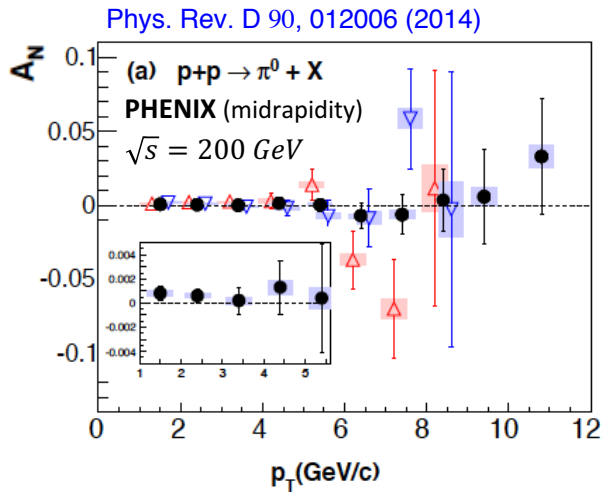 Phys. Rev. D 90, 012006 (2014)
A_N
0.1
(a) p+p → π⁰ + X
PHENIX (midrapidity)
0.05
√s = 200 GeV
0
-0.05
0.004
0.002
0
-0.002
-0.004
1 2 3 4 5
-0.1
0 2 4 6 8 10 12
p_T(GeV/c)